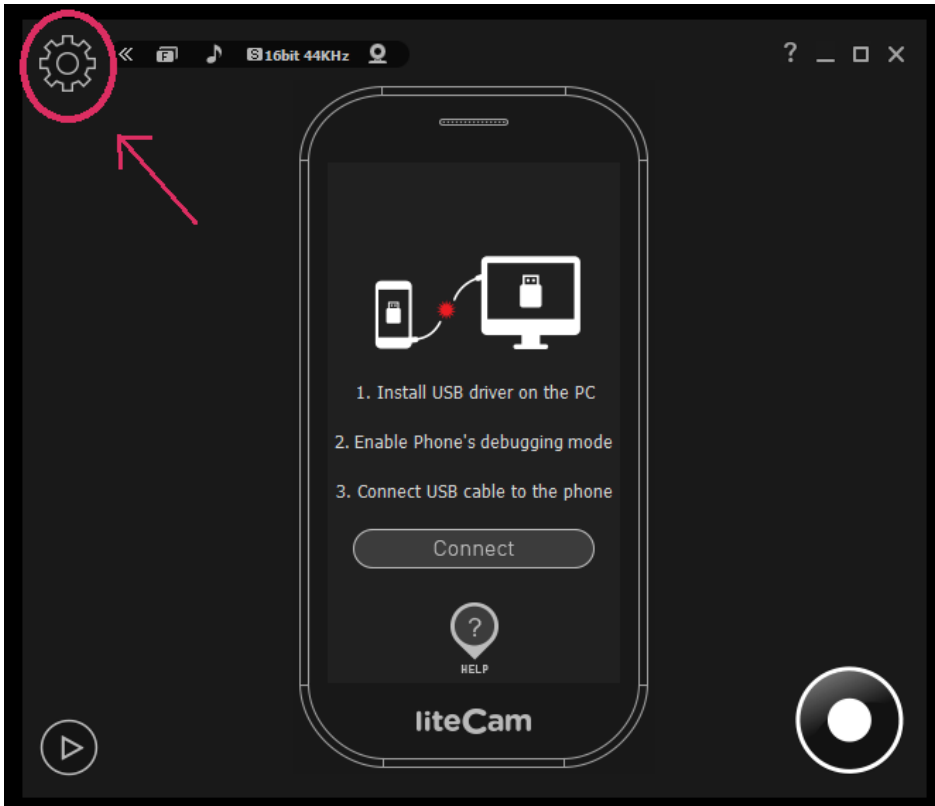 S 16bit 44KHz
?
1. Install USB driver on the PC
2. Enable Phone's debugging mode
3. Connect USB cable to the phone
Connect
?
HELP
liteCam